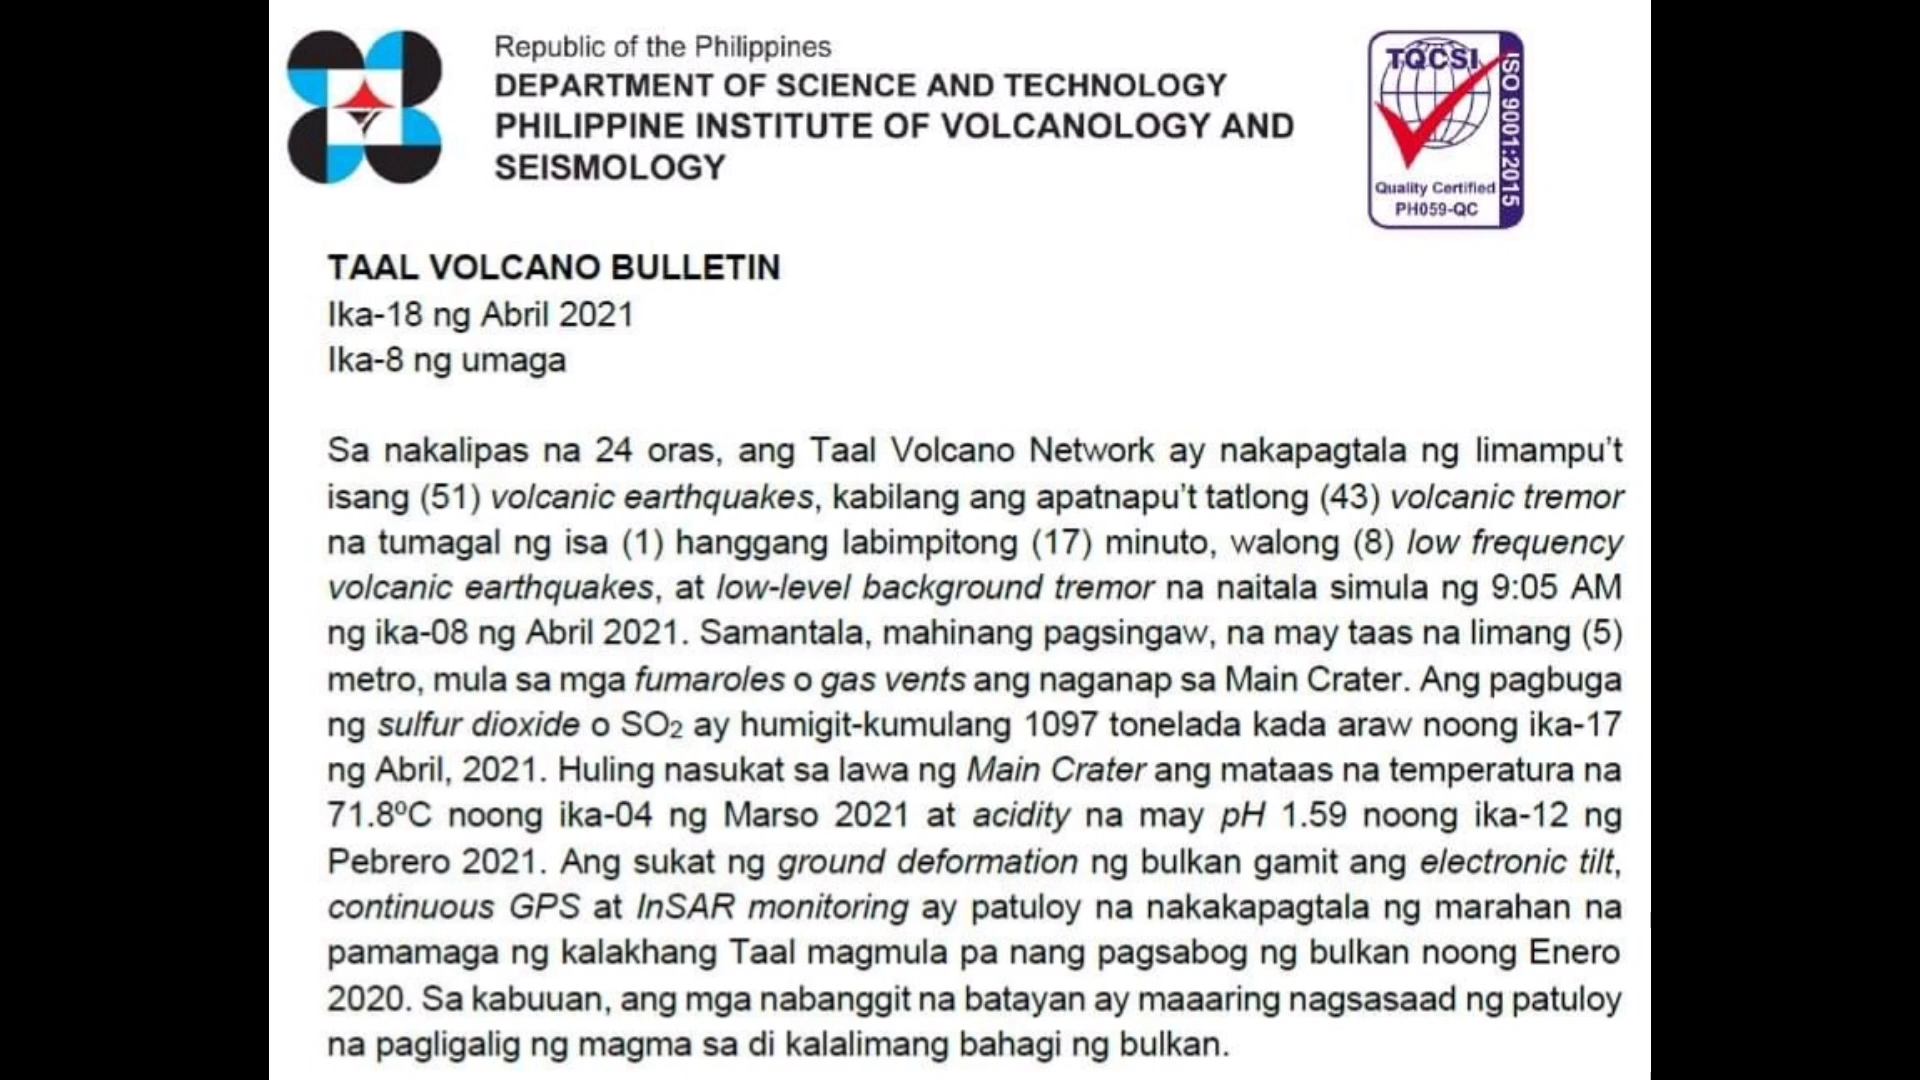 Republic of the Philippines
DEPARTMENT OF SCIENCE AND TECHNOLOGY
PHILIPPINE INSTITUTE OF VOLCANOLOGY AND
SEISMOLOGY
TQCSI
ISO 9001:2015
Quality Certified
PH059-QC
TAAL VOLCANO BULLETIN
Ika-18 ng Abril 2021
Ika-8 ng umaga
Sa nakalipas na 24 oras, ang Taal Volcano Network ay nakapagtala ng limampu't
isang (51) volcanic earthquakes, kabilang ang apatnapu't tatlong (43) volcanic tremor
na tumagal ng isa (1) hanggang labimpitong (17) minuto, walong (8) low frequency
volcanic earthquakes, at low-level background tremor na naitala simula ng 9:05 AM
ng ika-08 ng Abril 2021. Samantala, mahinang pagsingaw, na may taas na limang (5)
metro, mula sa mga fumaroles o gas vents ang naganap sa Main Crater. Ang pagbuga
ng sulfur dioxide o SO₂ ay humigit-kumulang 1097 tonelada kada araw noong ika-17
ng Abril, 2021. Huling nasukat sa lawa ng Main Crater ang mataas na temperatura na
71.8ºC noong ika-04 ng Marso 2021 at acidity na may pH 1.59 noong ika-12 ng
Pebrero 2021. Ang sukat ng ground deformation ng bulkan gamit ang electronic tilt,
continuous GPS at InSAR monitoring ay patuloy na nakakapagtala ng marahan na
pamamaga ng kalakhang Taal magmula pa nang pagsabog ng bulkan noong Enero
2020. Sa kabuuan, ang mga nabanggit na batayan ay maaaring nagsasaad ng patuloy
na pagligalig ng magma sa di kalalimang bahagi ng bulkan.